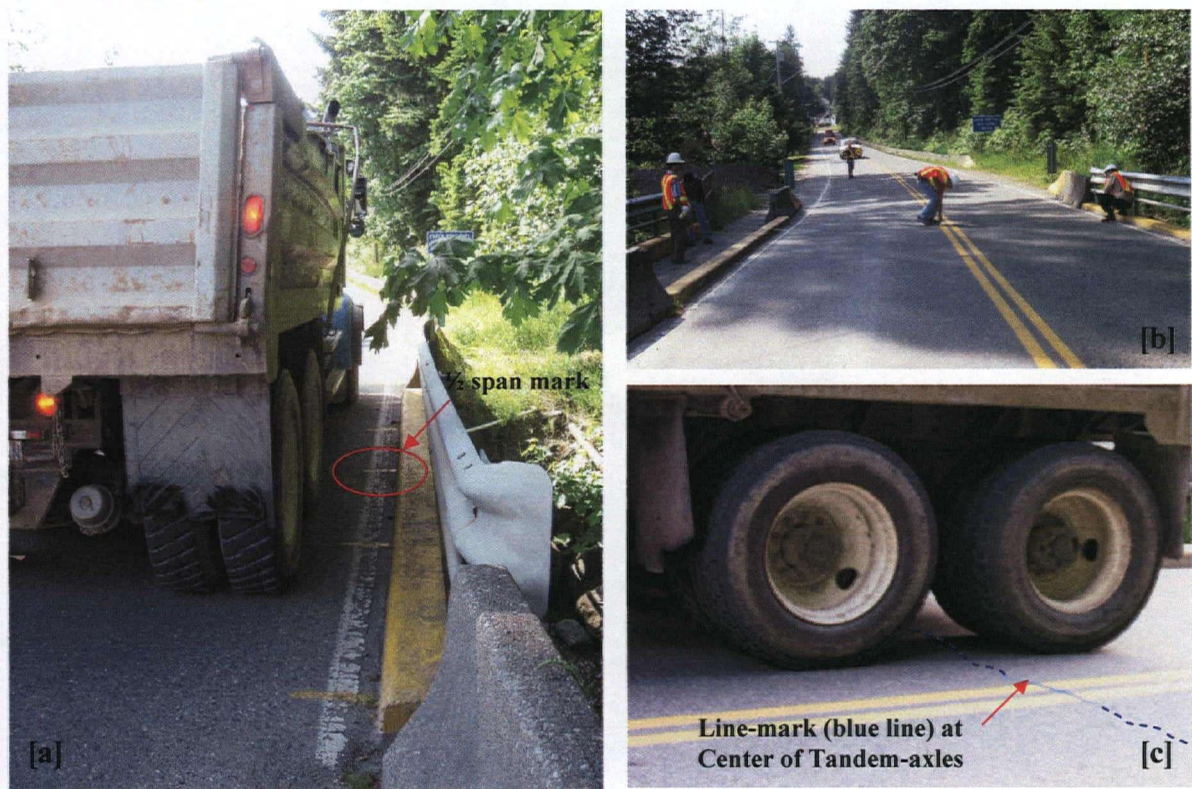 ½ span mark
[a]
[b]
Line-mark (blue line) at
Center of Tandem-axles
[c]